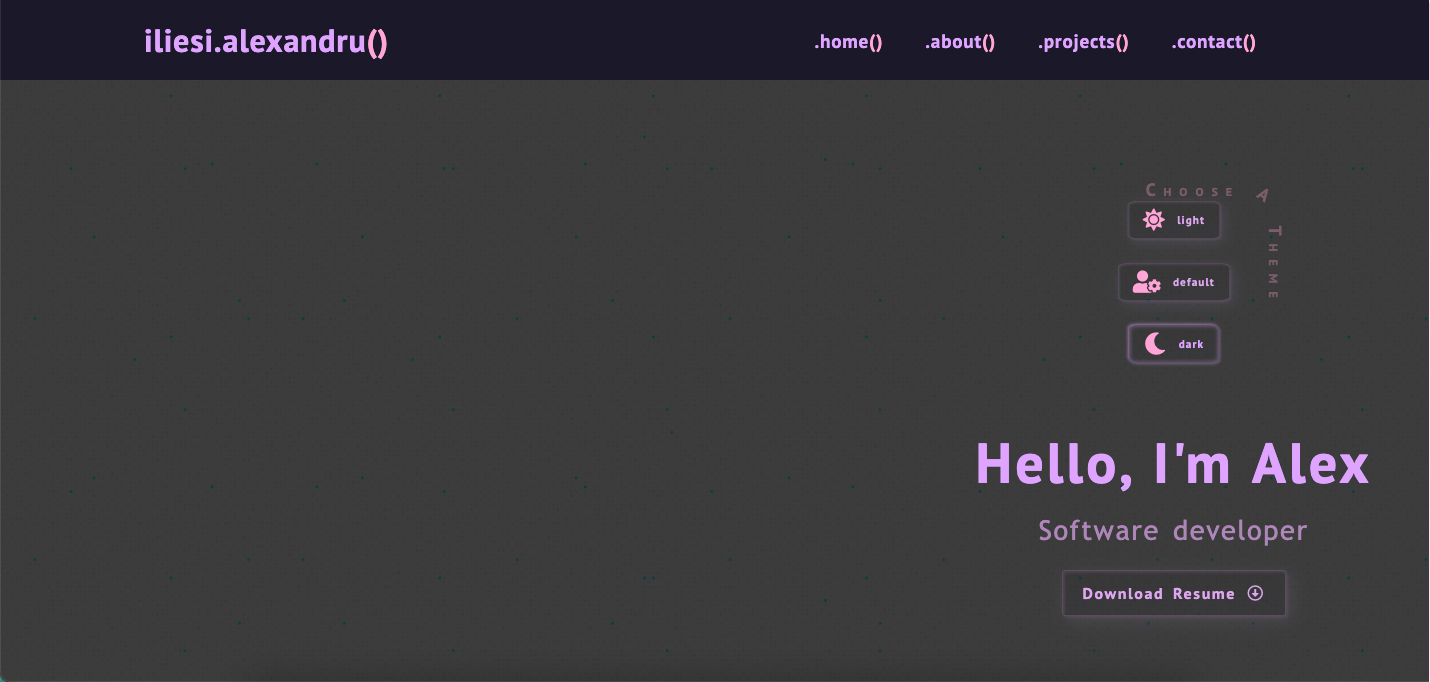 iliesi.alexandru()
.home() .about() .projects() .contact()
Choose A Theme
light
default
dark
Hello, I'm Alex
Software developer
Download Resume